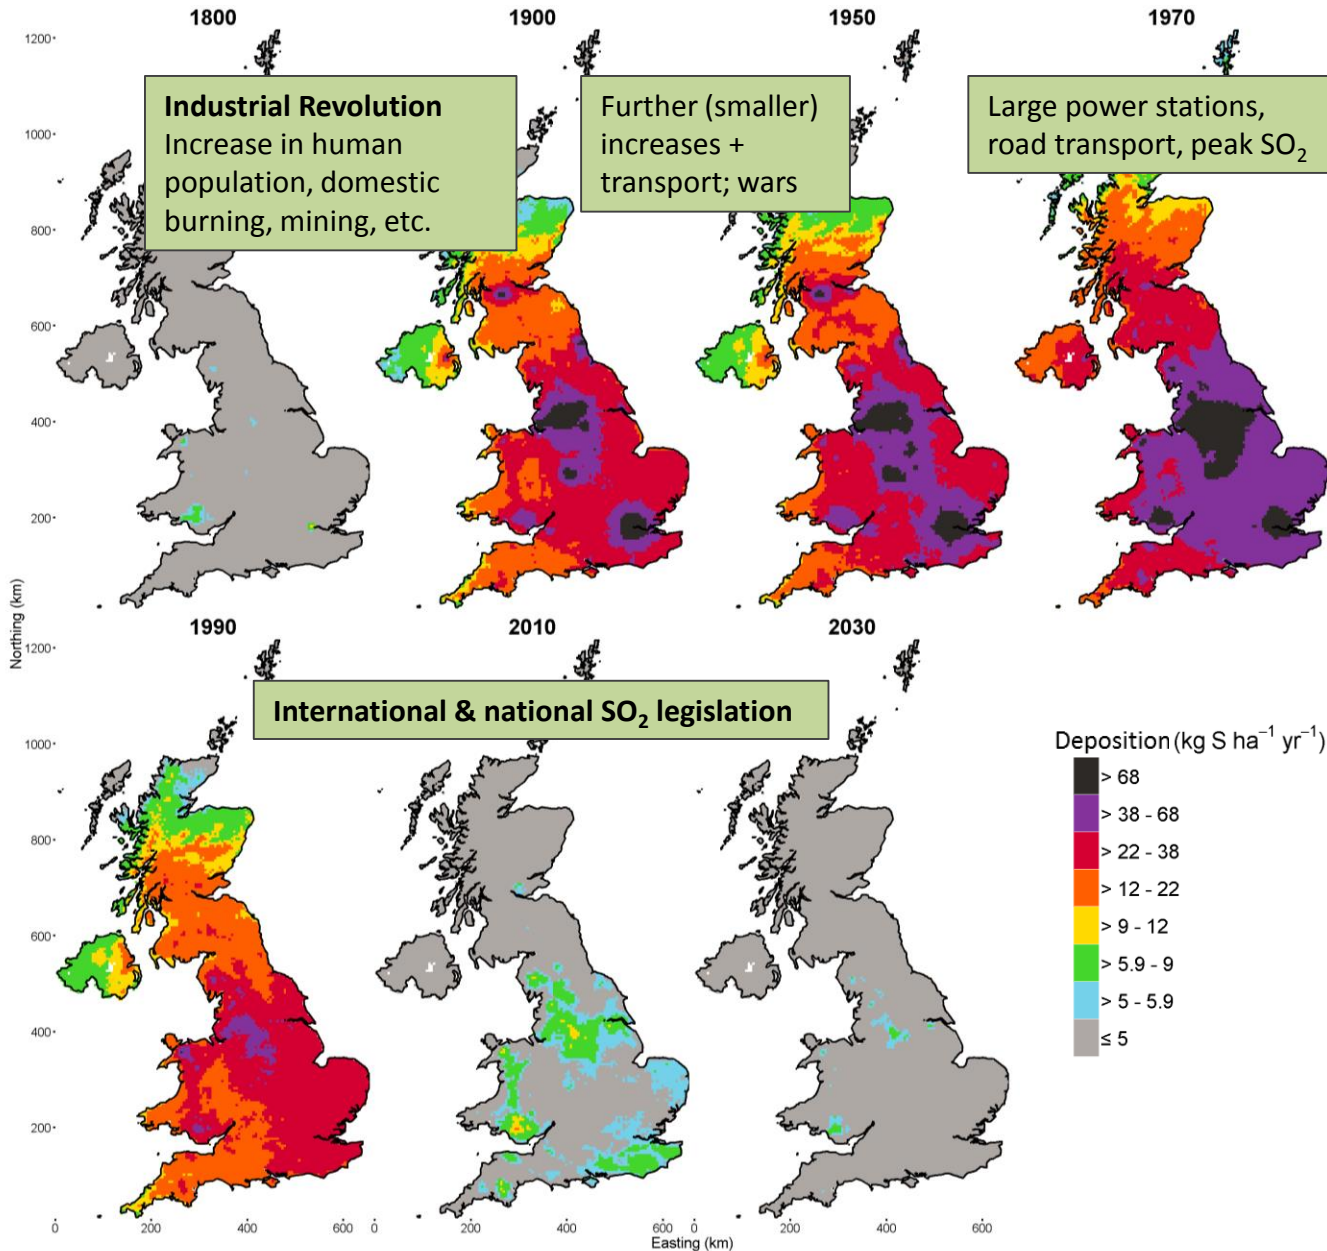 1800
1900
1950
1970
Industrial Revolution
Increase in human
population, domestic
burning, mining, etc.
Further (smaller)
increases +
transport; wars
Large power stations,
road transport, peak SO₂
1200
1000
800
600
400
200
Northing (km)
1990
2010
2030
International & national SO₂ legislation
1200
1000
800
600
400
200
0
200
400
600
0
200
400
600
0
200
400
600
Easting (km)
Deposition (kg S ha⁻¹ yr⁻¹)
> 68
> 38 - 68
> 22 - 38
> 12 - 22
> 9 - 12
> 5.9 - 9
> 5 - 5.9
≤ 5